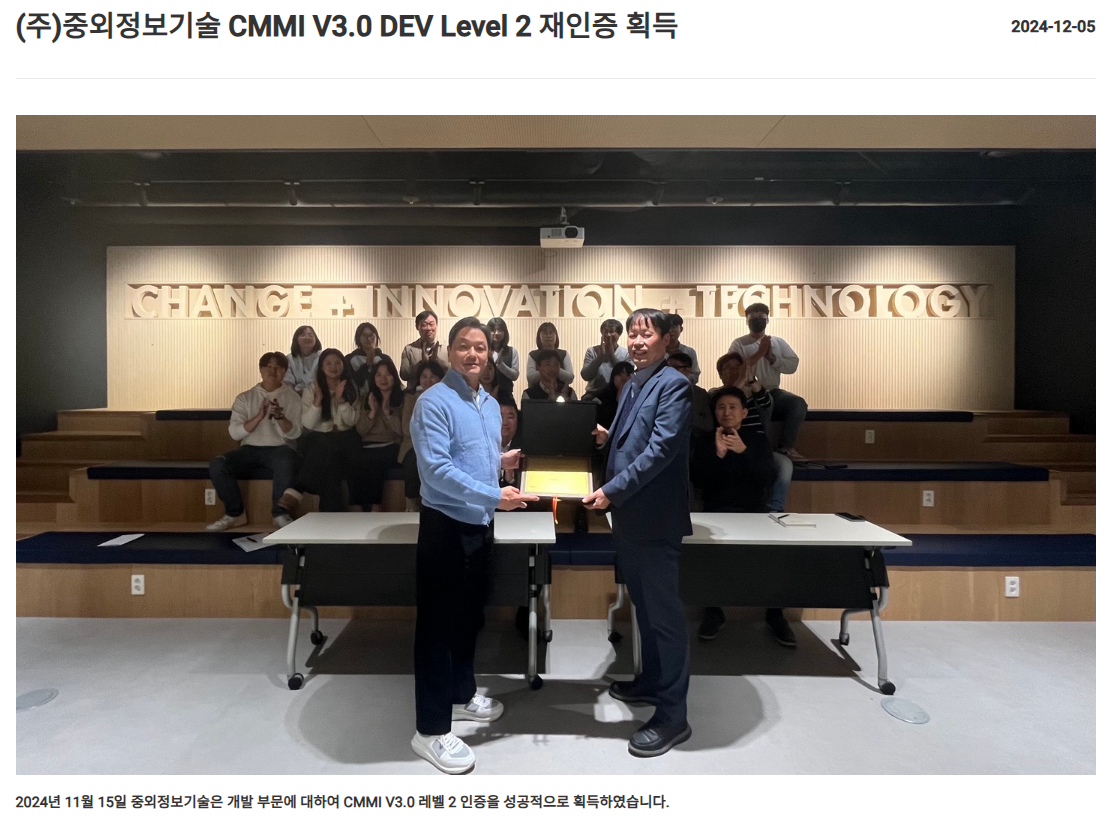 (주)중외정보기술 CMMI V3.0 DEV Level 2 재인증 획득
2024-12-05
CHANGE + INNOVATION + TECHNOLOGY
2024년 11월 15일 중외정보기술은 개발 부문에 대하여 CMMI V3.0 레벨 2 인증을 성공적으로 획득하였습니다.